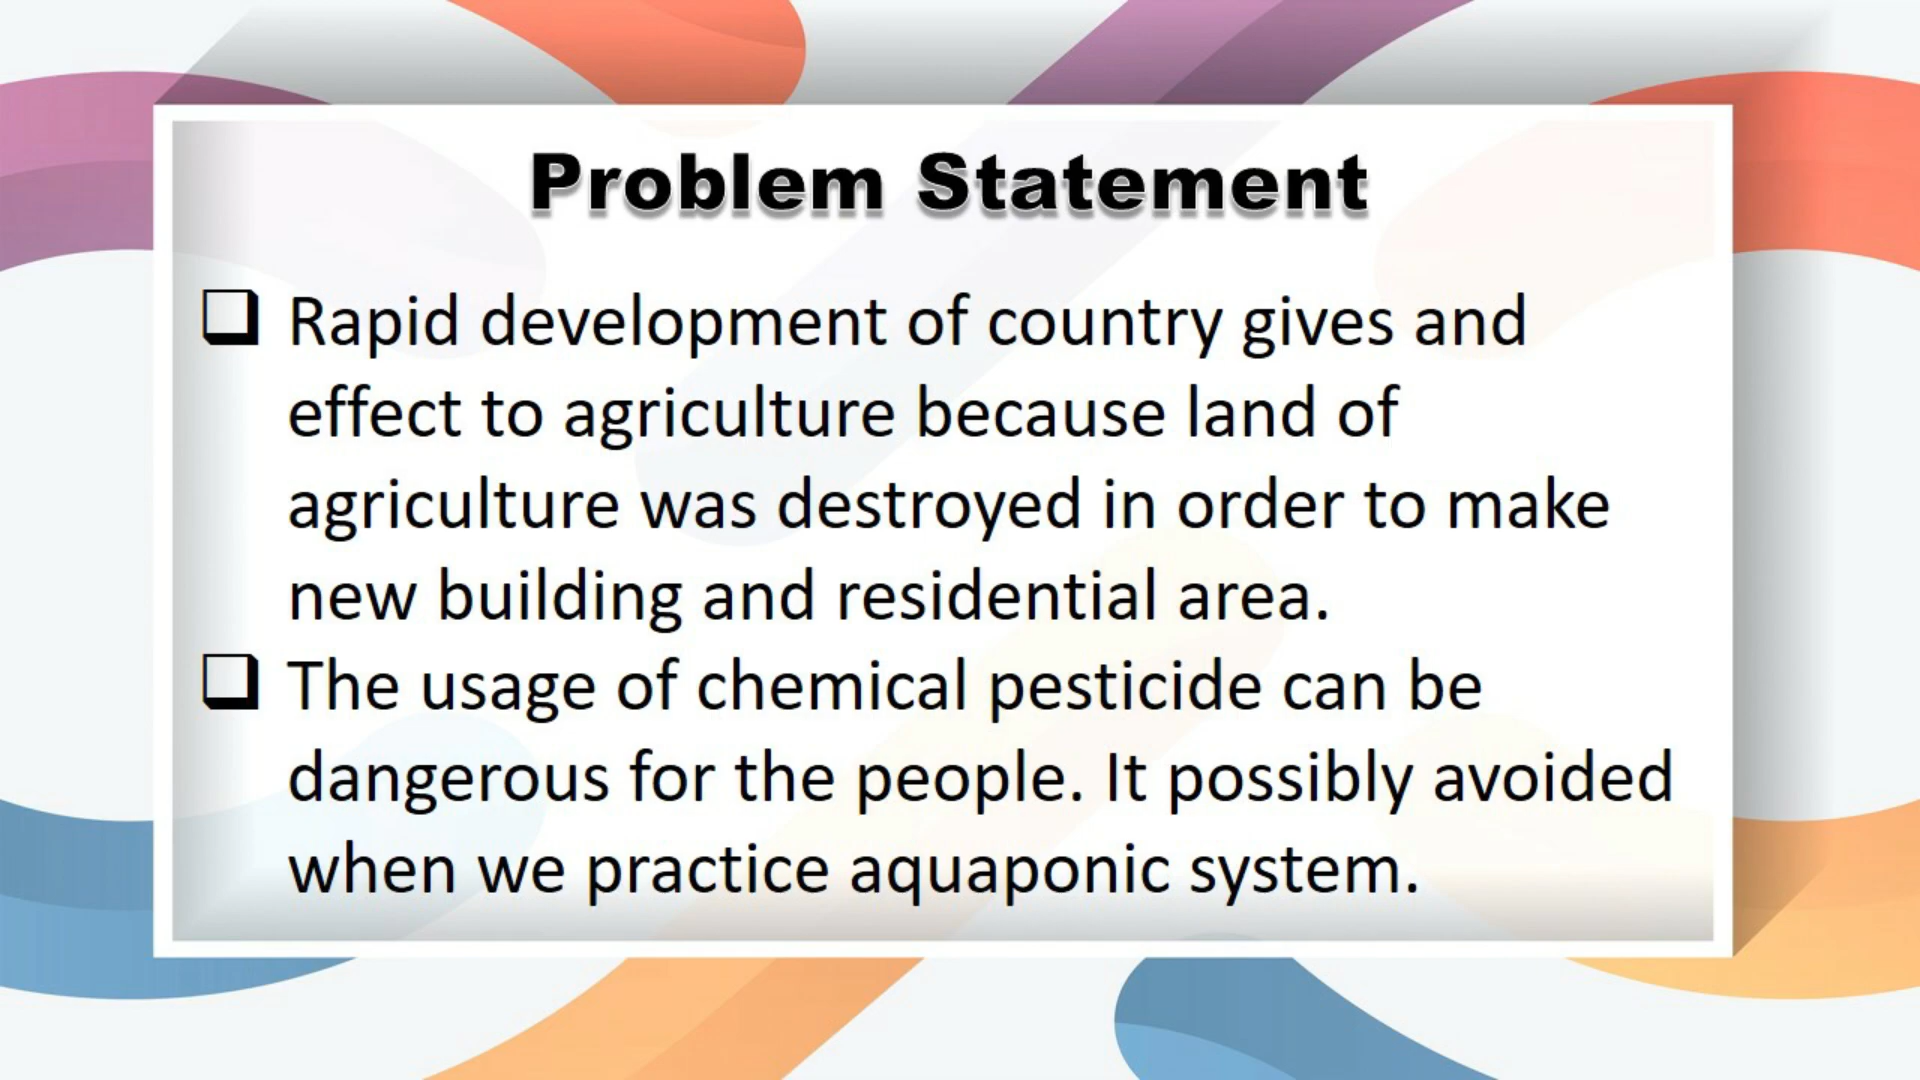 Problem Statement
❑ Rapid development of country gives and
effect to agriculture because land of
agriculture was destroyed in order to make
new building and residential area.
❑ The usage of chemical pesticide can be
dangerous for the people. It possibly avoided
when we practice aquaponic system.